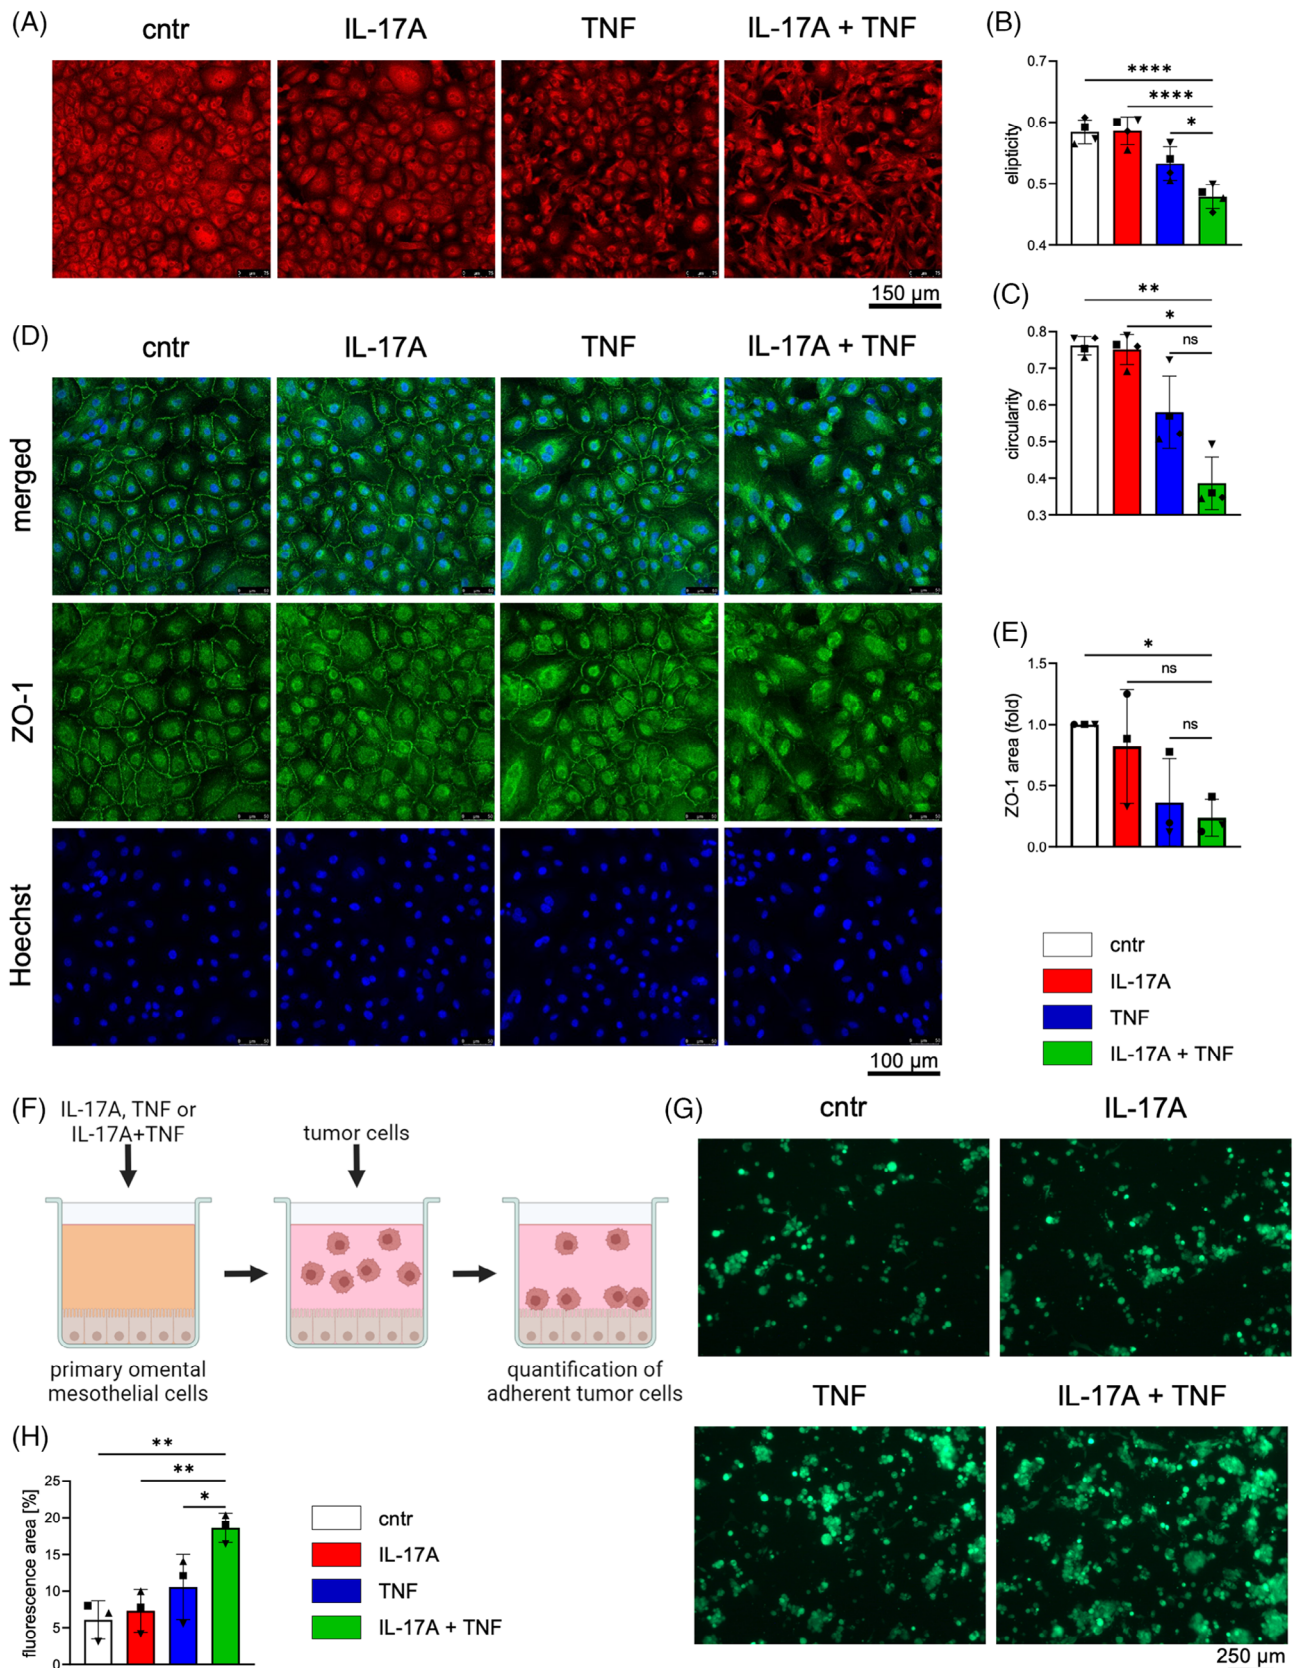 (A)
cntr
IL-17A
TNF
IL-17A + TNF
150 µm
(B)
0.7
0.6
0.5
0.4
elipticity
****
****
*
(C)
0.8
0.7
0.6
0.5
0.4
0.3
circularity
**
*
ns
(D)
cntr
IL-17A
TNF
IL-17A + TNF
merged
ZO-1
Hoechst
100 µm
(E)
1.5
1.0
0.5
0.0
ZO-1 area (fold)
*
ns
ns
cntr
IL-17A
TNF
IL-17A + TNF
(F)
IL-17A, TNF or
IL-17A+TNF
tumor cells
primary omental
mesothelial cells
quantification of
adherent tumor cells
(G)
cntr
IL-17A
TNF
IL-17A + TNF
250 µm
(H)
25
20
15
10
5
0
fluorescence area [%]
**
**
*
cntr
IL-17A
TNF
IL-17A + TNF